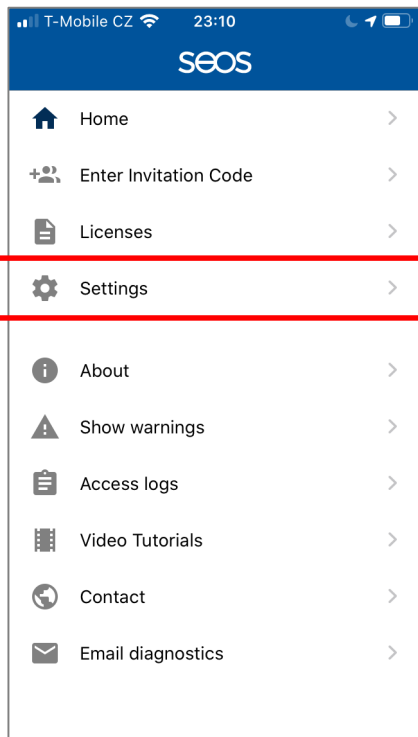 T-Mobile CZ 23:10
seos
Home
Enter Invitation Code
Licenses
Settings
About
Show warnings
Access logs
Video Tutorials
Contact
Email diagnostics